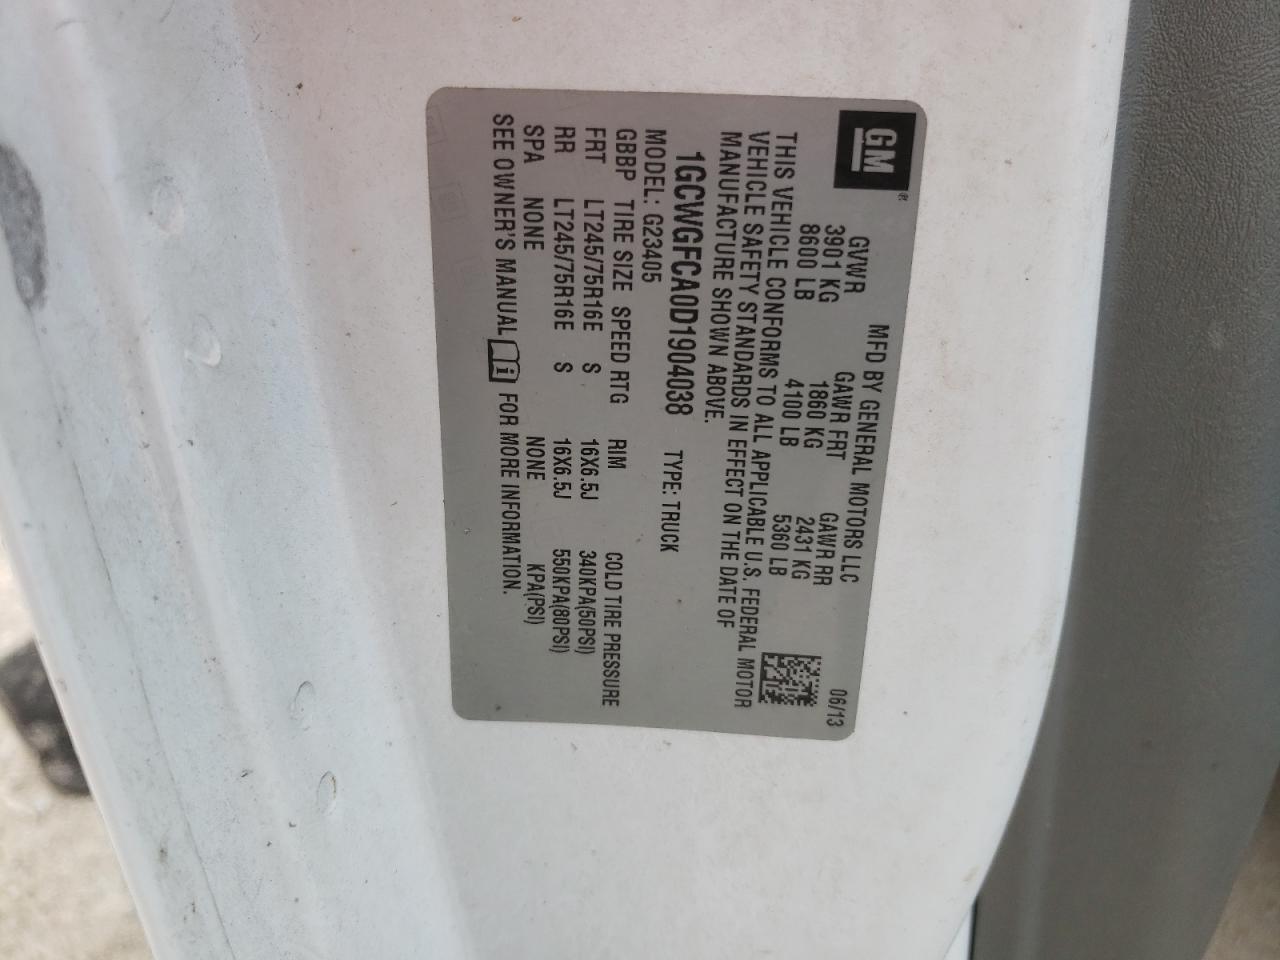 GM®
MFD BY GENERAL MOTORS LLC 06/13
GVWR GAWR FRT GAWR RR
3901 KG 1860 KG 2431 KG
8600 LB 4100 LB 5360 LB
THIS VEHICLE CONFORMS TO ALL APPLICABLE U.S. FEDERAL MOTOR
VEHICLE SAFETY STANDARDS IN EFFECT ON THE DATE OF
MANUFACTURE SHOWN ABOVE.
1GCWGFCA0D1904038 TYPE: TRUCK
MODEL: G23405
GBBP TIRE SIZE SPEED RTG RIM COLD TIRE PRESSURE
FRT LT245/75R16E S 16X6.5J 340KPA(50PSI)
RR LT245/75R16E S 16X6.5J 550KPA(80PSI)
SPA NONE NONE KPA(PSI)
SEE OWNER'S MANUAL FOR MORE INFORMATION.